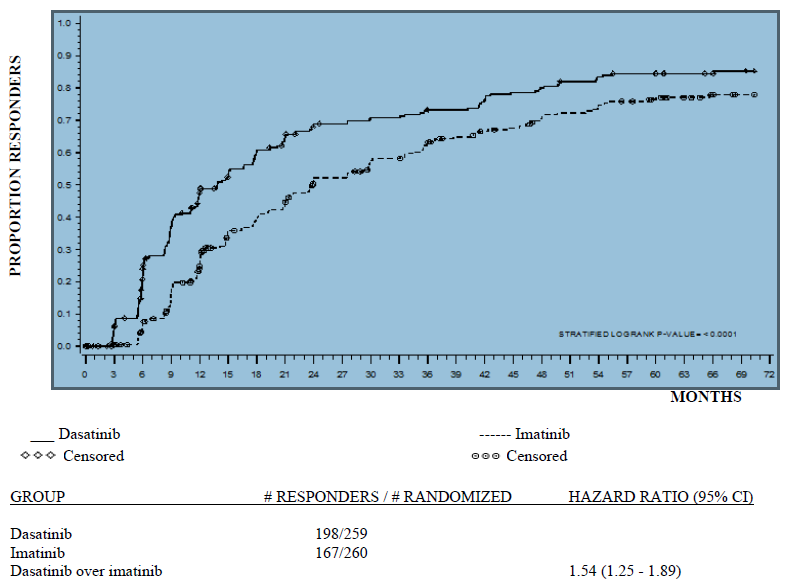 PROPORTION RESPONDERS
1.0
0.9
0.8
0.7
0.6
0.5
0.4
0.3
0.2
0.1
0.0
STRATIFIED LOGRANK P-VALUE= <0.0001
0 3 6 9 12 15 18 21 24 27 30 33 36 39 42 45 48 51 54 57 60 63 66 69 72
MONTHS
___ Dasatinib ------ Imatinib
Censored Censored
GROUP # RESPONDERS / # RANDOMIZED HAZARD RATIO (95% CI)
Dasatinib 198/259
Imatinib 167/260
Dasatinib over imatinib 1.54 (1.25 - 1.89)